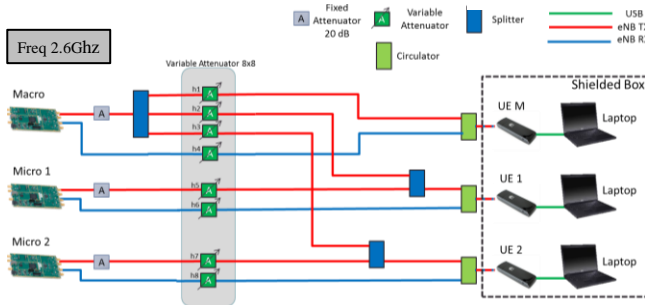 Freq 2.6Ghz
A
Fixed
Attenuator
20 dB
A
Variable
Attenuator
Splitter
USB
eNB TX
eNB RX
Circulator
Variable Attenuator 8x8
Shielded Box
Macro
A
h1
A
h2
A
h3
A
h4
A
UE M
Laptop
Micro 1
A
h5
A
h6
A
UE 1
Laptop
Micro 2
A
h7
A
h8
A
UE 2
Laptop